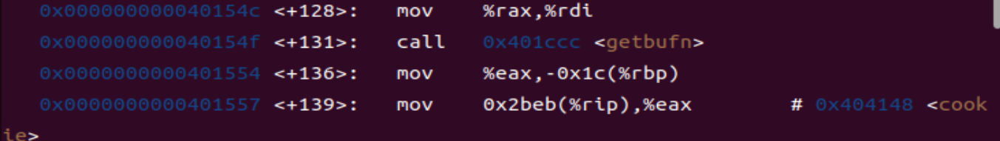 0x000000000040154c <+128>: mov %rax,%rdi
0x000000000040154f <+131>: call 0x401ccc <getbufn>
0x0000000000401554 <+136>: mov %eax,-0x1c(%rbp)
0x0000000000401557 <+139>: mov 0x2beb(%rip),%eax # 0x404148 <cook
ie>